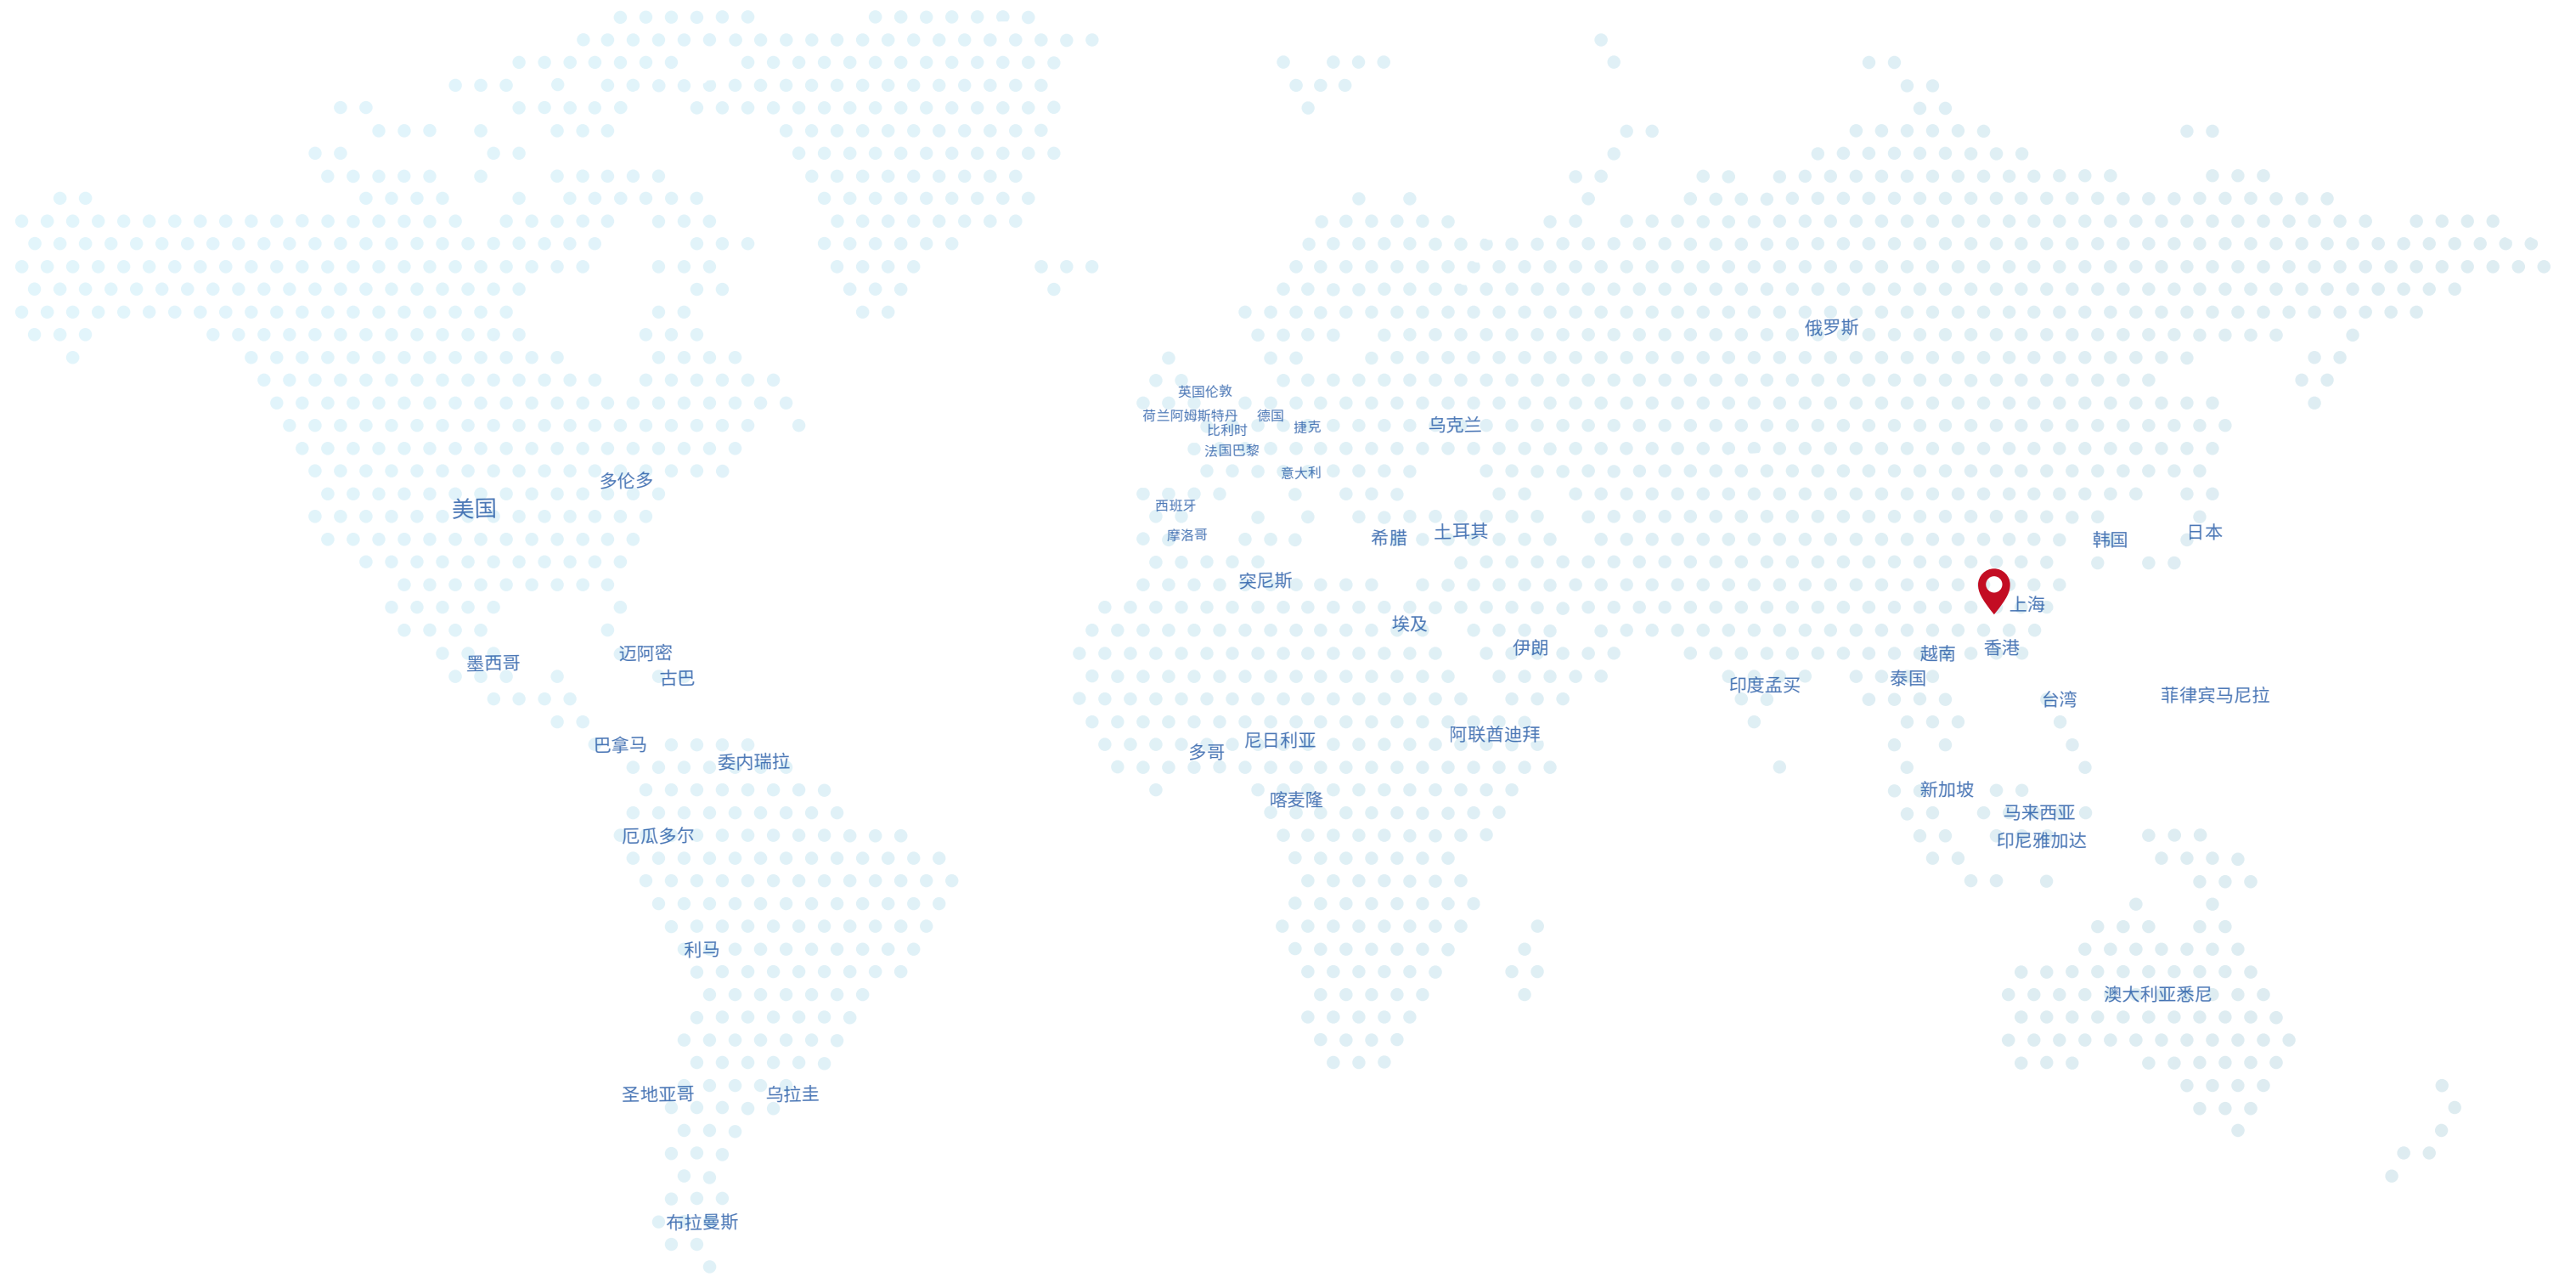 俄罗斯
英国伦敦
荷兰阿姆斯特丹
德国
比利时
捷克
乌克兰
法国巴黎
意大利
多伦多
美国
西班牙
摩洛哥
希腊
土耳其
韩国
日本
突尼斯
上海
埃及
伊朗
香港
越南
迈阿密
墨西哥
古巴
泰国
印度孟买
台湾
菲律宾马尼拉
阿联酋迪拜
尼日利亚
巴拿马
多哥
委内瑞拉
新加坡
喀麦隆
马来西亚
厄瓜多尔
印尼雅加达
利马
澳大利亚悉尼
圣地亚哥
乌拉圭
布拉曼斯